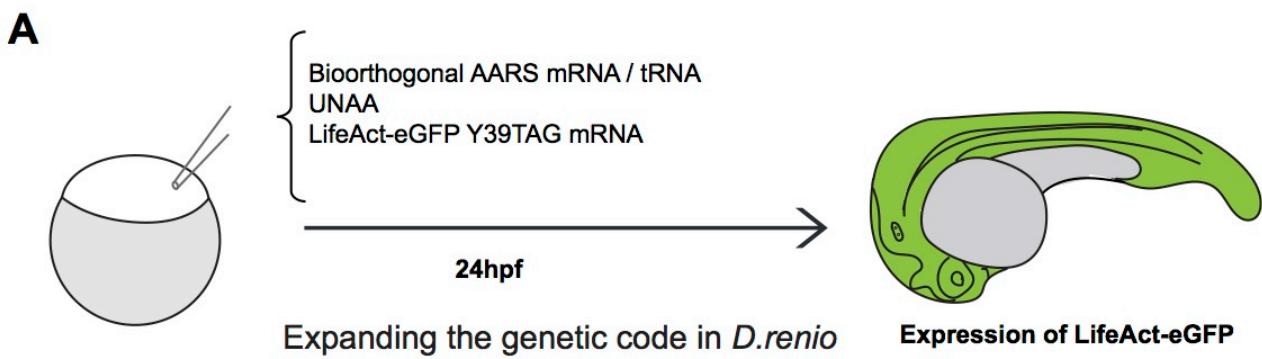 A
Bioorthogonal AARS mRNA / tRNA
UNAA
LifeAct-eGFP Y39TAG mRNA
24hpf
Expanding the genetic code in D.renio
Expression of LifeAct-eGFP